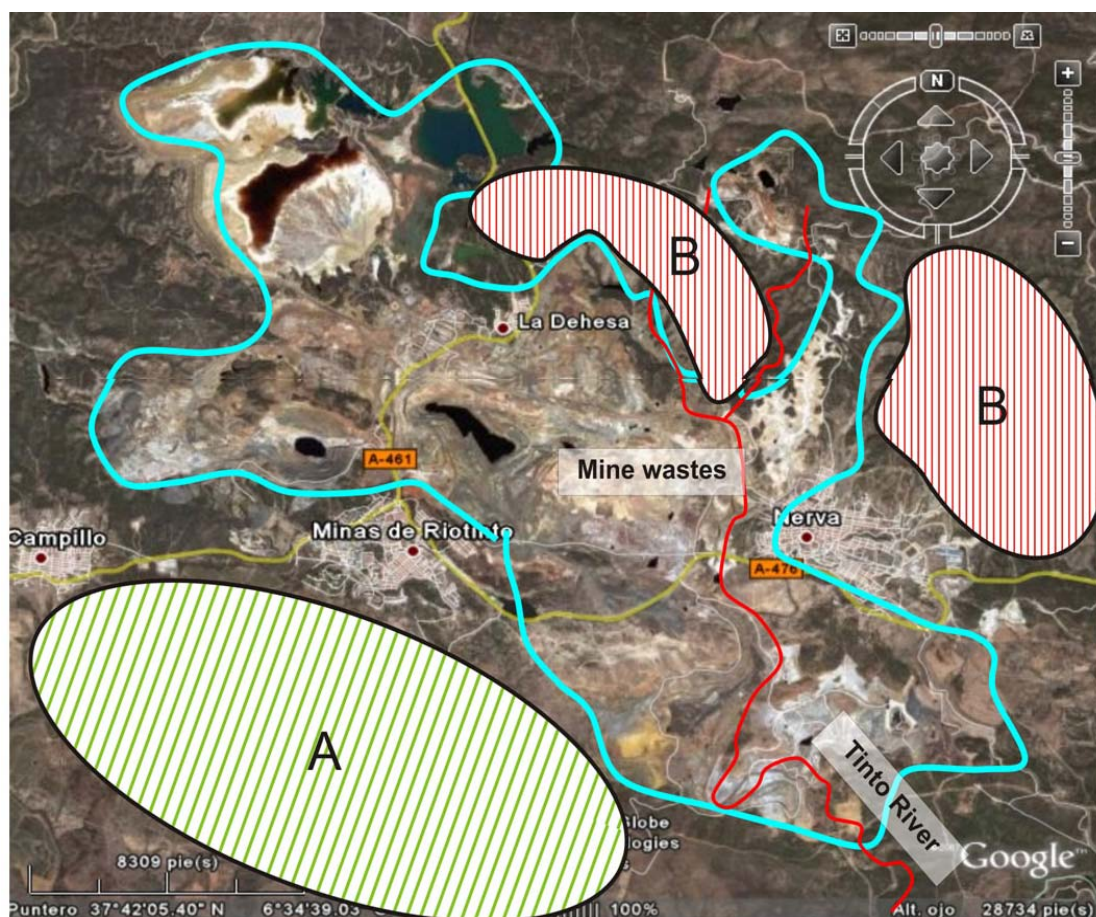 N
B
La Dehesa
B
A-461
Mine wastes
Minas de Riotinto
Nerva
Campillo
A-476
A
Tinto River
Globe
logies
8309 pie(s)
Google
Puntero 37°42'05.40" N 6°34'39.03
100%
Alt. ojo 28734 pie(s)